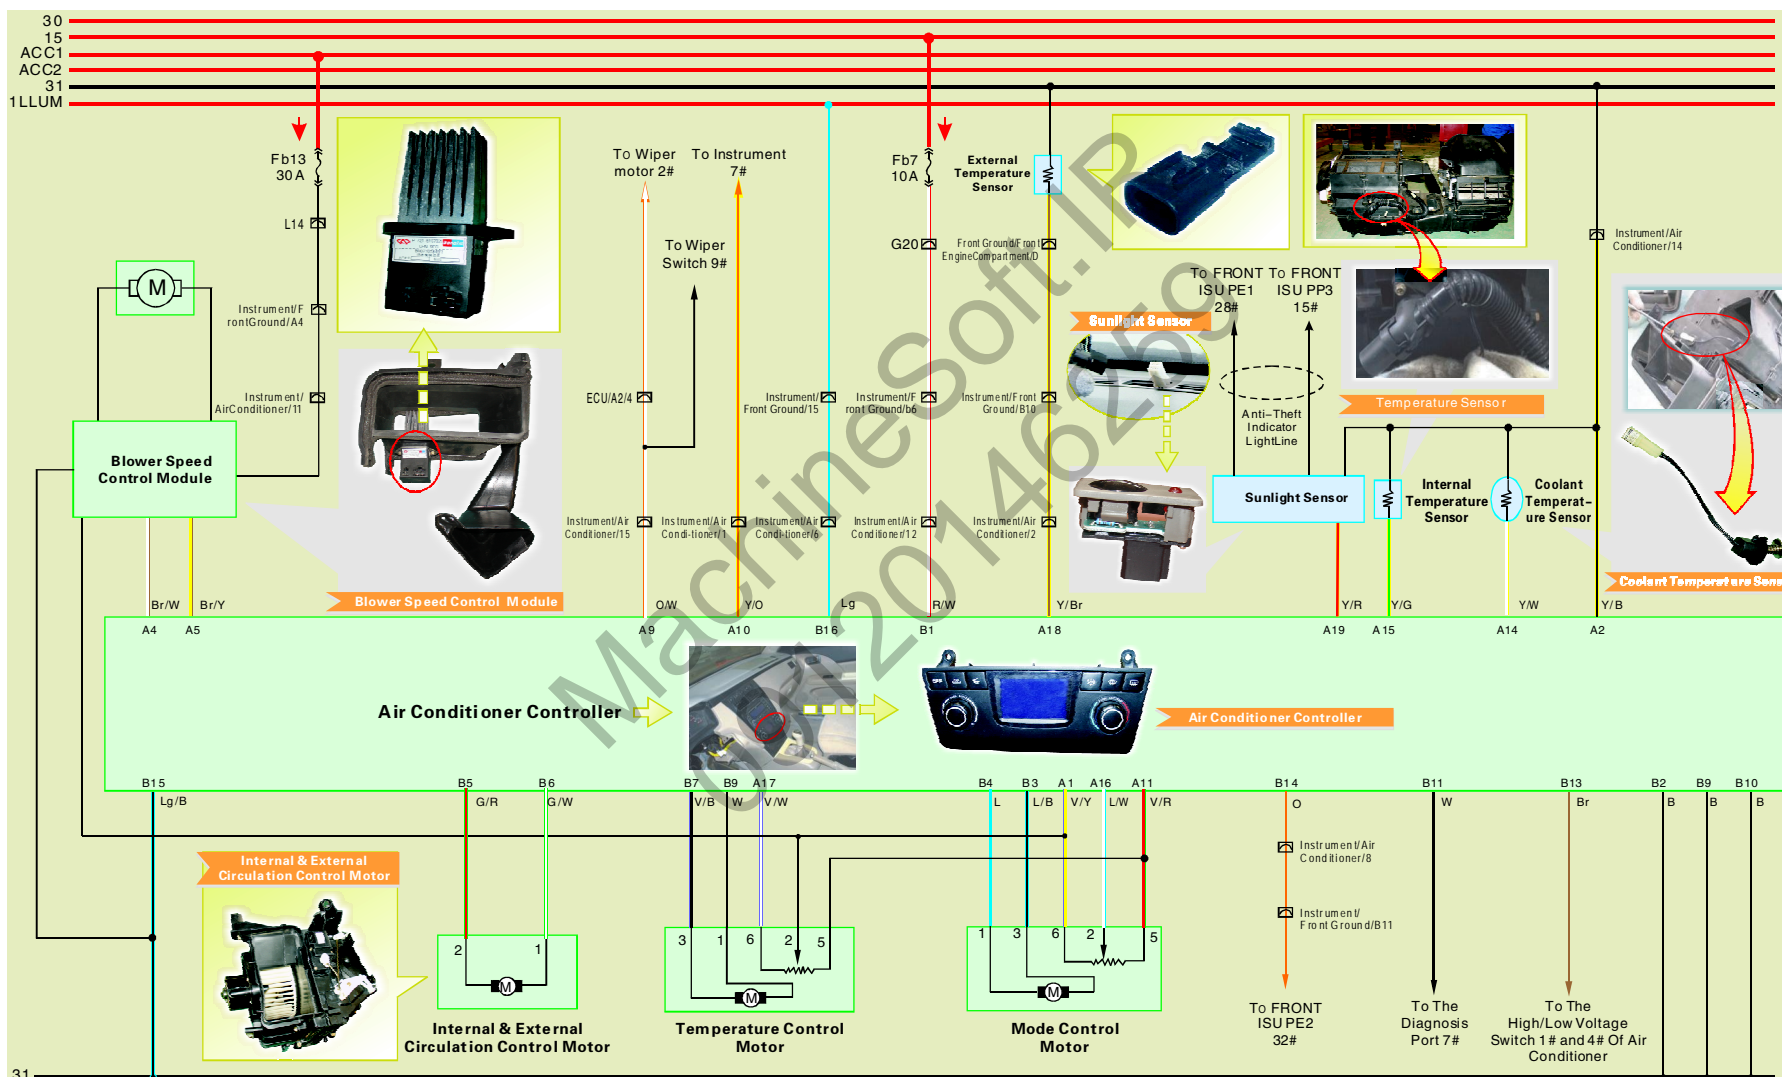 30
15
ACC1
ACC2
31
1LLUM
Fb13
30A
L14
Instrument/F
rontGround/A4
Instrument/
AirConditioner/11
M
Blower Speed
Control Module
Blower Speed Control Module
To Wiper
motor 2#
To Instrument
7#
To Wiper
Switch 9#
ECU/A2/4
Instrument/
Front Ground/15
Instrument/Air
Conditioner/15
Instrument/Air
Condi-tioner/1
Instrument/Air
Condi-tioner/6
Fb7
10A
G20
Instrument/F
ront Ground/b6
Instrument/Air
Conditioner/12
External
Temperature
Sensor
Front Ground/Front
EngineCompartment/D
Instrument/Front
Ground/B10
Instrument/Air
Conditioner/2
To FRONT
ISU PE1
28#
To FRONT
ISU PP3
15#
Sunlight Sensor
Anti-Theft
Indicator
LightLine
Temperature Sensor
Instrument/Air
Conditioner/14
Sunlight Sensor
Internal
Temperature
Sensor
Coolant
Temperat-
ure Sensor
Coolant Temperature Sens
Br/W
Br/Y
O/W
Y/O
Lg
R/W
Y/Br
Y/R
Y/G
Y/W
Y/B
A4
A5
A9
A10
B16
B1
A18
A19
A15
A14
A2
Air Conditioner Controller
Air Conditioner Controller
MachineSoft.IR
00\[120146259
B15
B5
B6
B7
B9
A17
B4
B3
A1
A16
A11
B14
B11
B13
B2
B9
B10
Lg/B
G/R
G/W
V/B
W
V/W
L
L/B
V/Y
L/W
V/R
O
W
Br
B
B
B
Internal & External
Circulation Control Motor
2
1
M
Internal & External
Circulation Control Motor
3
1
6
2
5
M
Temperature Control
Motor
1
3
6
2
5
M
Mode Control
Motor
Instrument/Air
Conditioner/8
Instrument/
Front Ground/B11
To FRONT
ISU PE2
32#
To The
Diagnosis
Port 7#
To The
High/Low Voltage
Switch 1# and 4# Of Air
Conditioner
31